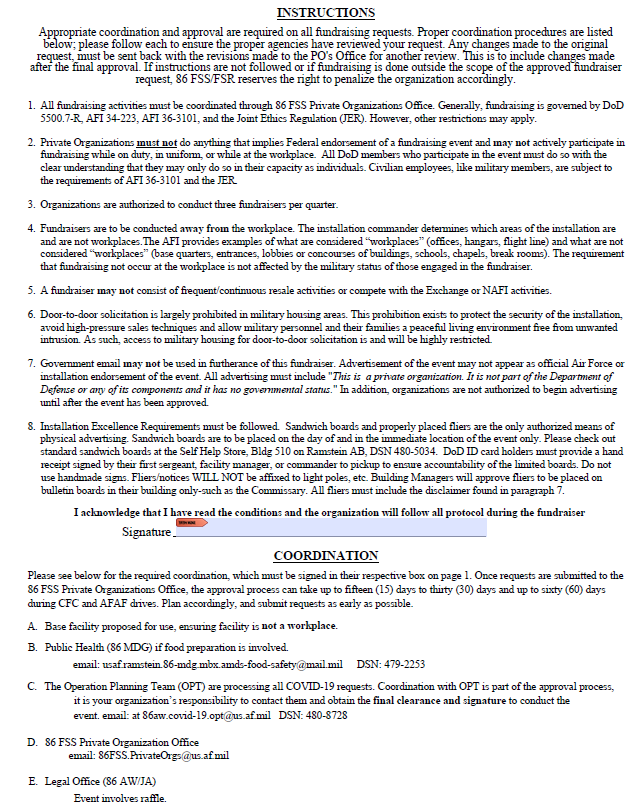 INSTRUCTIONS
Appropriate coordination and approval are required on all fundraising requests. Proper coordination procedures are listed
below; please follow each to ensure the proper agencies have reviewed your request. Any changes made to the original
request, must be sent back with the revisions made to the PO's Office for another review. This is to include changes made
after the final approval. If instructions are not followed or if fundraising is done outside the scope of the approved fundraiser
request, 86 FSS/FSR reserves the right to penalize the organization accordingly.
1. All fundraising activities must be coordinated through 86 FSS Private Organizations Office. Generally, fundraising is governed by DoD
5500.7-R, AFI 34-223, AFI 36-3101, and the Joint Ethics Regulation (JER). However, other restrictions may apply.
2. Private Organizations must not do anything that implies Federal endorsement of a fundraising event and may not actively participate in
fundraising while on duty, in uniform, or while at the workplace. All DoD members who participate in the event must do so with the
clear understanding that they may only do so in their capacity as individuals. Civilian employees, like military members, are subject to
the requirements of AFI 36-3101 and the JER.
3. Organizations are authorized to conduct three fundraisers per quarter.
4. Fundraisers are to be conducted away from the workplace. The installation commander determines which areas of the installation are
and are not workplaces.The AFI provides examples of what are considered “workplaces” (offices, hangars, flight line) and what are not
considered “workplaces” (base quarters, entrances, lobbies or concourses of buildings, schools, chapels, break rooms). The requirement
that fundraising not occur at the workplace is not affected by the military status of those engaged in the fundraiser.
5. A fundraiser may not consist of frequent/continuous resale activities or compete with the Exchange or NAFI activities.
6. Door-to-door solicitation is largely prohibited in military housing areas. This prohibition exists to protect the security of the installation,
avoid high-pressure sales techniques and allow military personnel and their families a peaceful living environment free from unwanted
intrusion. As such, access to military housing for door-to-door solicitation is and will be highly restricted.
7. Government email may not be used in furtherance of this fundraiser. Advertisement of the event may not appear as official Air Force or
installation endorsement of the event. All advertising must include "This is a private organization. It is not part of the Department of
Defense or any of its components and it has no governmental status." In addition, organizations are not authorized to begin advertising
until after the event has been approved.
8. Installation Excellence Requirements must be followed. Sandwich boards and properly placed fliers are the only authorized means of
physical advertising. Sandwich boards are to be placed on the day of and in the immediate location of the event only. Please check out
standard sandwich boards at the Self Help Store, Bldg 510 on Ramstein AB, DSN 480-5034. DoD ID card holders must provide a hand
receipt signed by their first sergeant, facility manager, or commander to pickup to ensure accountability of the limited boards. Do not
use handmade signs. Fliers/notices WILL NOT be affixed to light poles, etc. Building Managers will approve fliers to be placed on
bulletin boards in their building only-such as the Commissary. All fliers must include the disclaimer found in paragraph 7.
I acknowledge that I have read the conditions and the organization will follow all protocol during the fundraiser
Signature
COORDINATION
Please see below for the required coordination, which must be signed in their respective box on page 1. Once requests are submitted to the
86 FSS Private Organizations Office, the approval process can take up to fifteen (15) days to thirty (30) days and up to sixty (60) days
during CFC and AFAF drives. Plan accordingly, and submit requests as early as possible.
A. Base facility proposed for use, ensuring facility is not a workplace.
B. Public Health (86 MDG) if food preparation is involved.
email: usaf.ramstein.86-mdg.mbx.amds-food-safety@mail.mil DSN: 479-2253
C. The Operation Planning Team (OPT) are processing all COVID-19 requests. Coordination with OPT is part of the approval process,
it is your organization's responsibility to contact them and obtain the final clearance and signature to conduct the
event. email: at 86aw.covid-19.opt@us.af.mil DSN: 480-8728
D. 86 FSS Private Organization Office
email: 86FSS.PrivateOrgs@us.af.mil
E. Legal Office (86 AW/JA)
Event involves raffle.